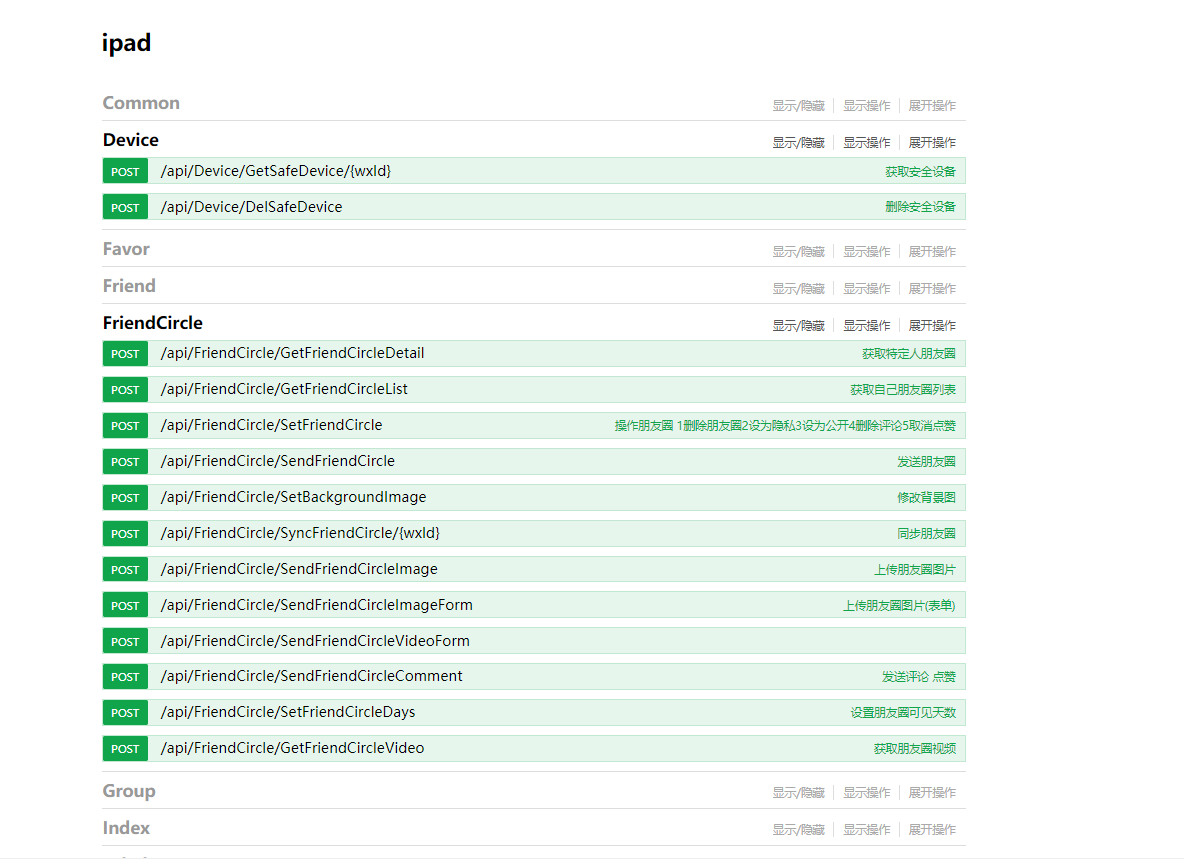 ipad
Common 显示/隐藏 显示操作 展开操作
Device 显示/隐藏 显示操作 展开操作
POST /api/Device/GetSafeDevice/{wxId} 获取安全设备
POST /api/Device/DelSafeDevice 删除安全设备
Favor 显示/隐藏 显示操作 展开操作
Friend 显示/隐藏 显示操作 展开操作
FriendCircle 显示/隐藏 显示操作 展开操作
POST /api/FriendCircle/GetFriendCircleDetail 获取特定人朋友圈
POST /api/FriendCircle/GetFriendCircleList 获取自己朋友圈列表
POST /api/FriendCircle/SetFriendCircle 操作朋友圈 1删除朋友圈2设为隐私3设为公开4删除评论5取消点赞
POST /api/FriendCircle/SendFriendCircle 发送朋友圈
POST /api/FriendCircle/SetBackgroundImage 修改背景图
POST /api/FriendCircle/SyncFriendCircle/{wxId} 同步朋友圈
POST /api/FriendCircle/SendFriendCircleImage 上传朋友圈图片
POST /api/FriendCircle/SendFriendCircleImageForm 上传朋友圈图片(表单)
POST /api/FriendCircle/SendFriendCircleVideoForm
POST /api/FriendCircle/SendFriendCircleComment 发送评论 点赞
POST /api/FriendCircle/SetFriendCircleDays 设置朋友圈可见天数
POST /api/FriendCircle/GetFriendCircleVideo 获取朋友圈视频
Group 显示/隐藏 显示操作 展开操作
Index 显示/隐藏 显示操作 展开操作